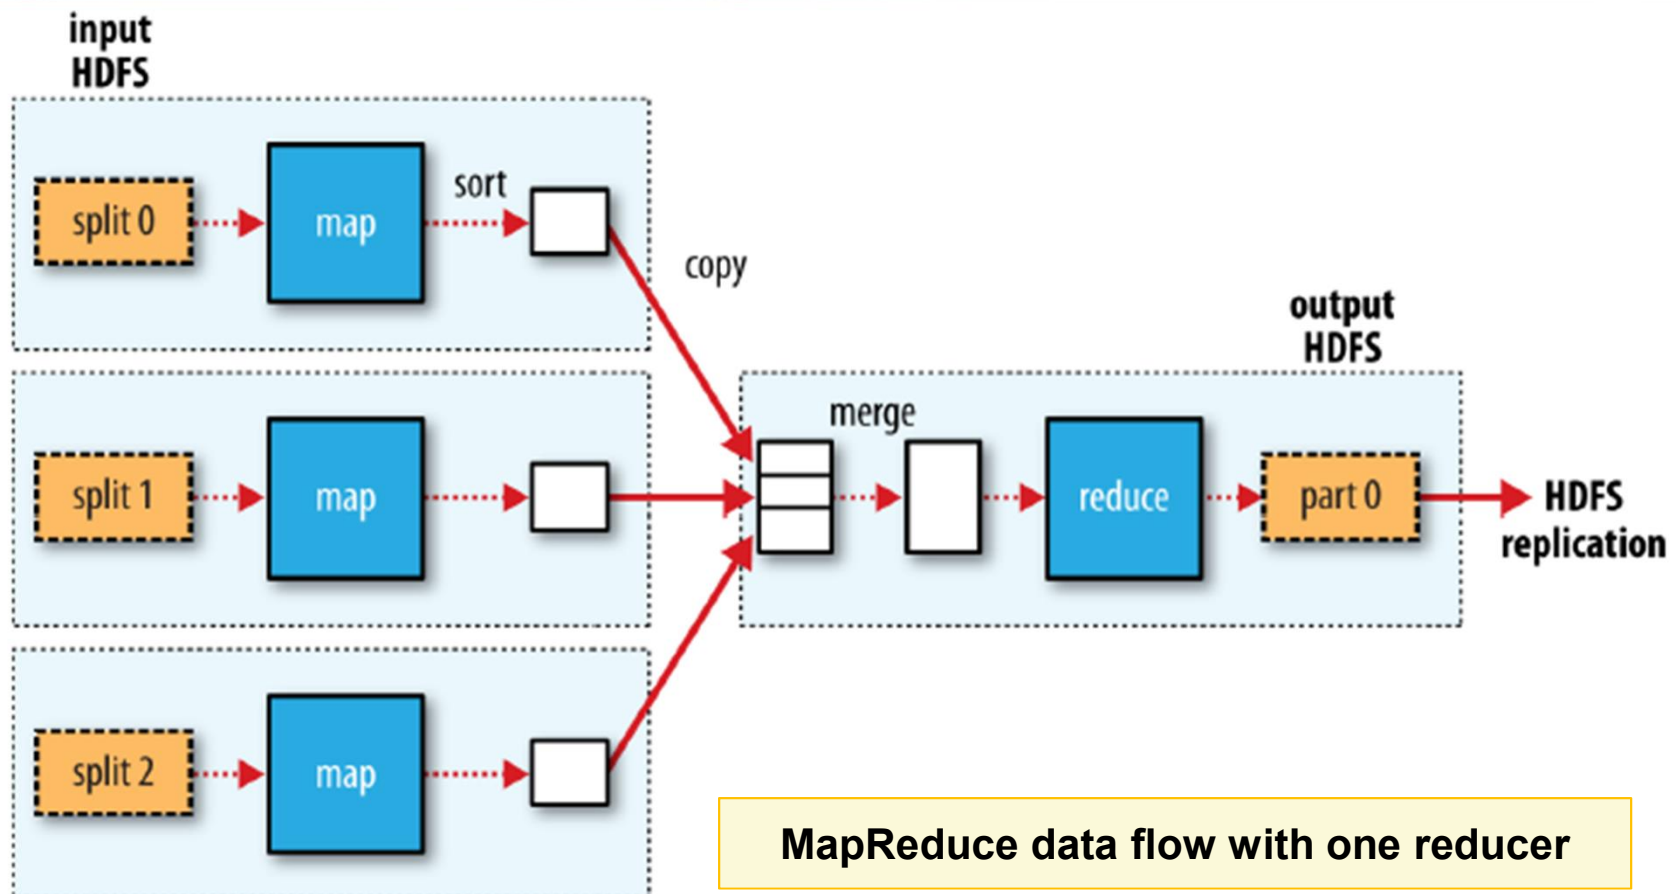 input
HDFS
split 0
map
sort
copy
output
HDFS
split 1
map
merge
reduce
part 0
HDFS
replication
split 2
map
MapReduce data flow with one reducer